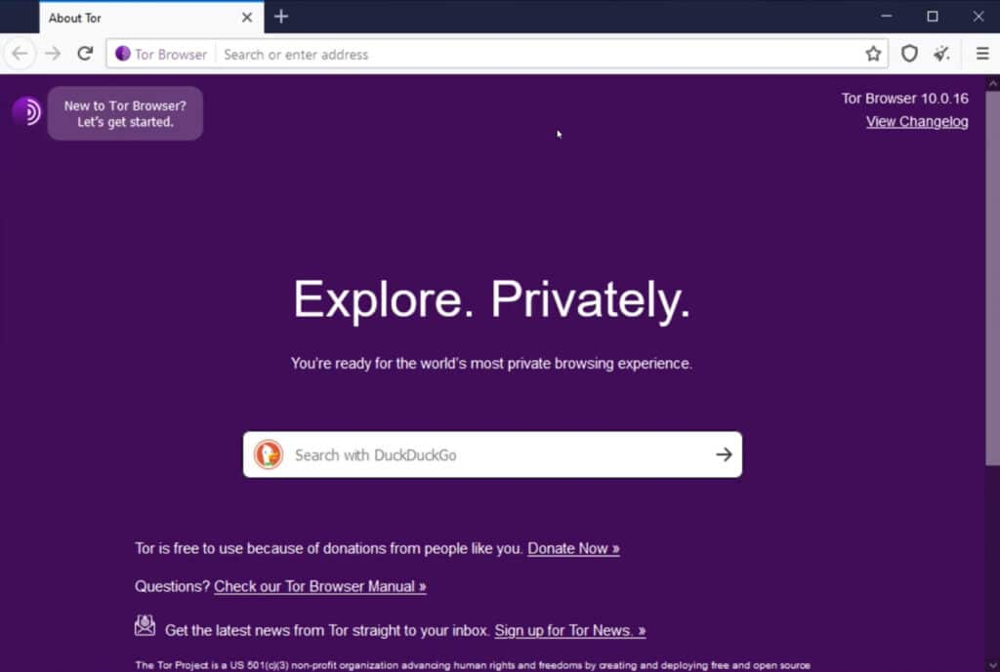 About Tor
Tor Browser
Search or enter address
New to Tor Browser?
Let's get started.
Tor Browser 10.0.16
View Changelog
Explore. Privately.
You're ready for the world's most private browsing experience.
Search with DuckDuckGo
Tor is free to use because of donations from people like you. Donate Now »
Questions? Check our Tor Browser Manual »
Get the latest news from Tor straight to your inbox. Sign up for Tor News. »
The Tor Project is a US 501(c)(3) non-profit organization advancing human rights and freedoms by creating and deploying free and open source